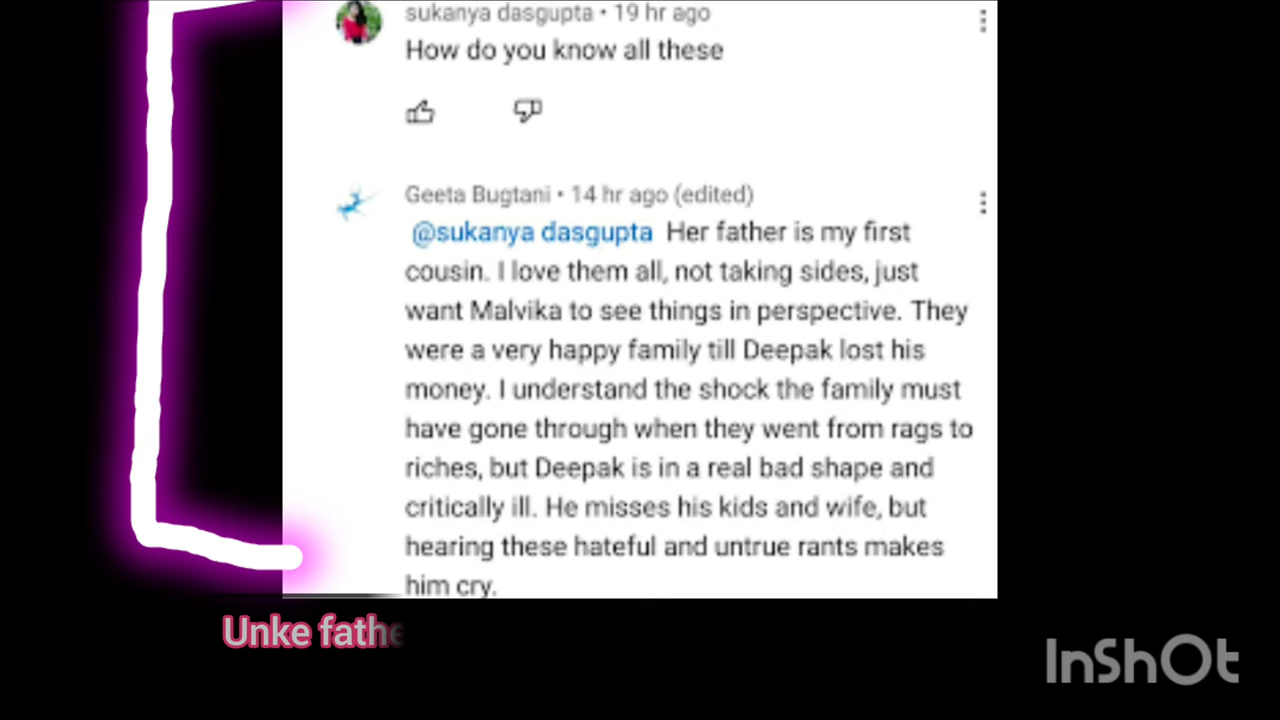 sukanya dasgupta • 19 hr ago
How do you know all these
Geeta Bugtani • 14 hr ago (edited)
@sukanya dasgupta Her father is my first
cousin. I love them all, not taking sides, just
want Malvika to see things in perspective. They
were a very happy family till Deepak lost his
money. I understand the shock the family must
have gone through when they went from rags to
riches, but Deepak is in a real bad shape and
critically ill. He misses his kids and wife, but
hearing these hateful and untrue rants makes
him cry.
Unke fathe
InShOt